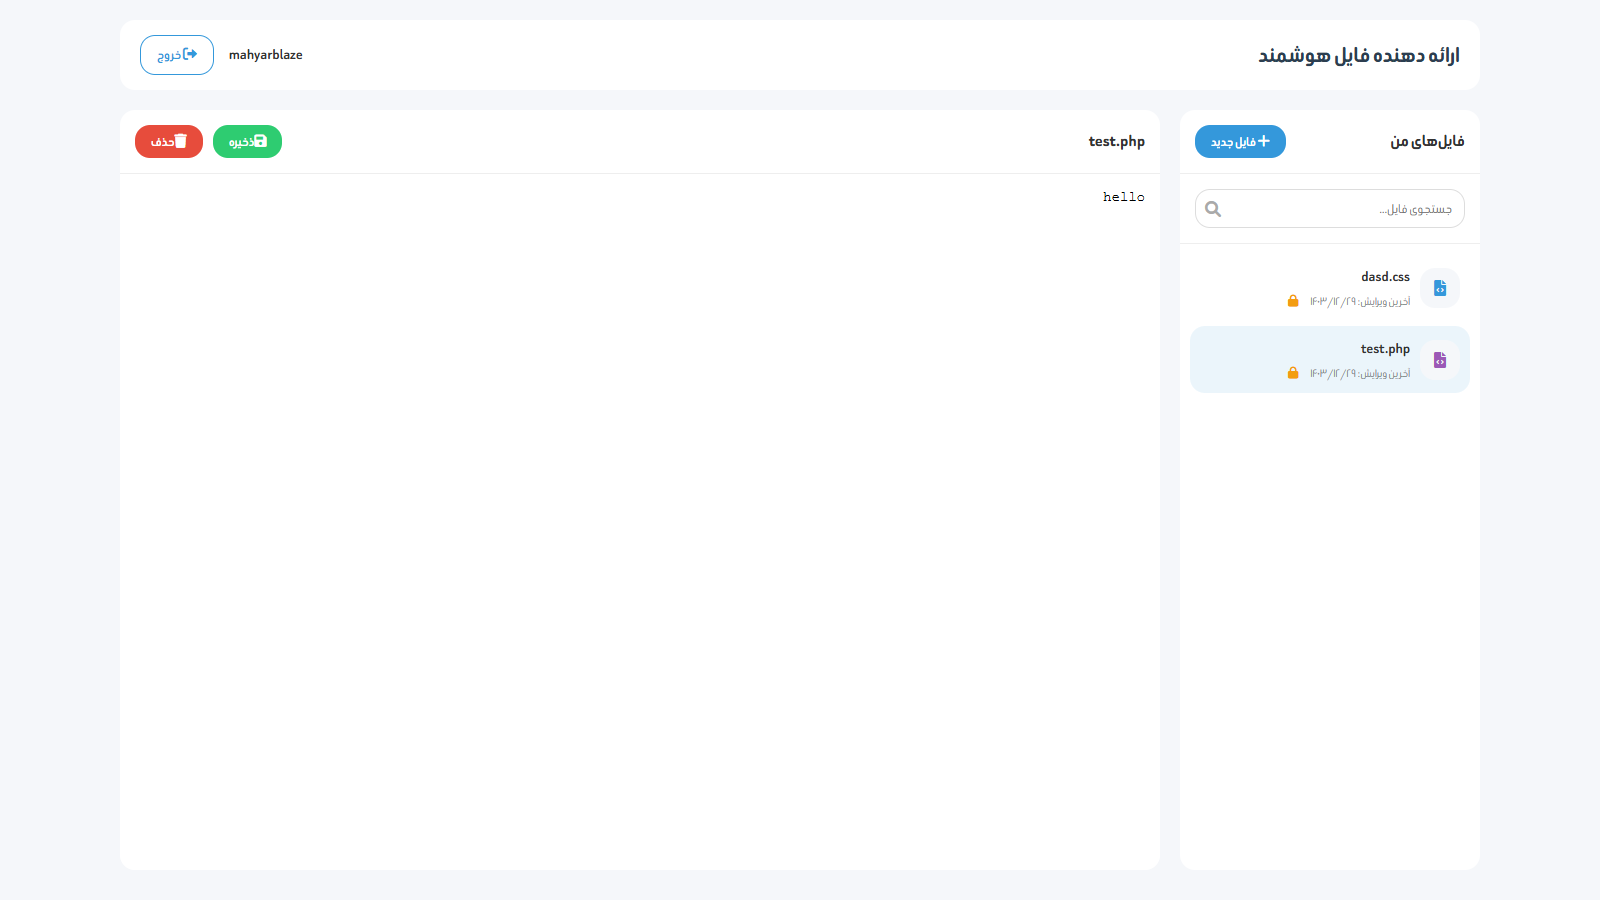 ارائه دهنده فایل هوشمند
mahyarblaze
خروج
فایل‌های من
فایل جدید
جستجوی فایل...
dasd.css
آخرین ویرایش: ۱۴۰۳/۱۲/۲۹
test.php
آخرین ویرایش: ۱۴۰۳/۱۲/۲۹
test.php
ذخیره
حذف
hello